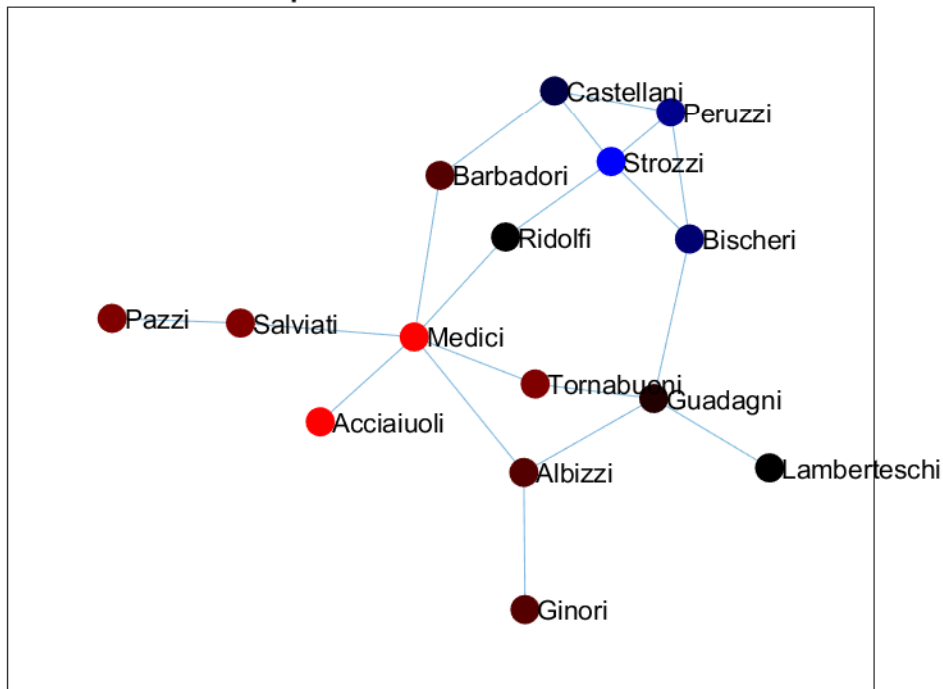 Castellani
Peruzzi
Strozzi
Barbadori
Ridolfi
Bischeri
Pazzi
Salviati
Medici
Tornabuoni
Guadagni
Acciaiuoli
Albizzi
Lamberteschi
Ginori